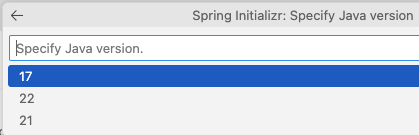 Spring Initializr: Specify Java version
Specify Java version.
17
22
21